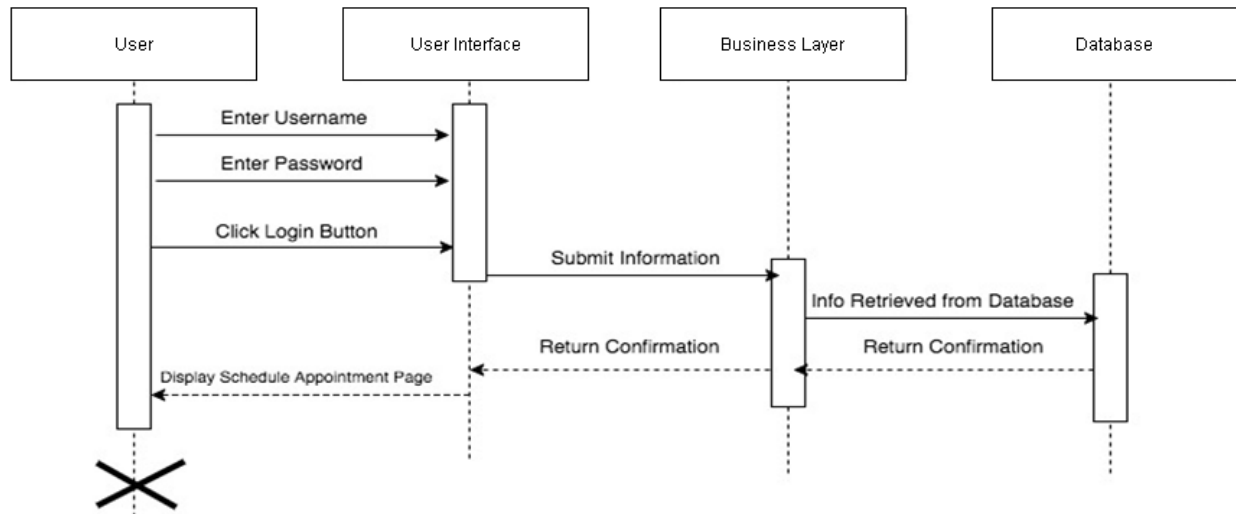 User
User Interface
Business Layer
Database
Enter Username
Enter Password
Click Login Button
Submit Information
Info Retrieved from Database
Return Confirmation
Return Confirmation
Display Schedule Appointment Page